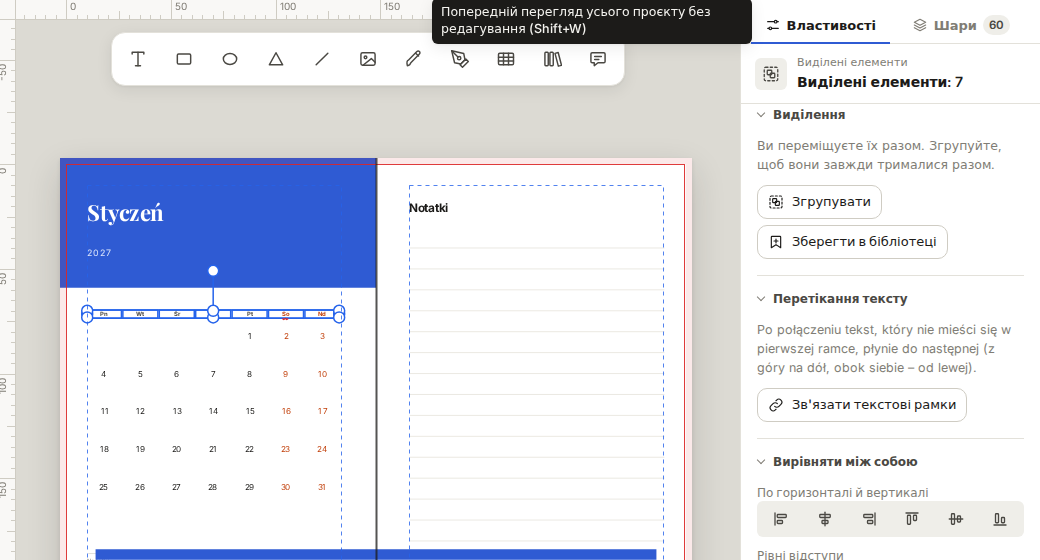 Попередній перегляд усього проєкту без
редагування (Shift+W)
0
50
100
150
-50
0
50
100
150
Властивості
Шари
60
Виділені елементи
Виділені елементи: 7
Виділення
Ви переміщуєте їх разом. Згрупуйте,
щоб вони завжди трималися разом.
Згрупувати
Зберегти в бібліотеці
Перетікання тексту
Po połączeniu tekst, który nie mieści się w
pierwszej ramce, płynie do następnej (z
góry na dół, obok siebie – od lewej).
Зв'язати текстові рамки
Вирівняти між собою
По горизонталі й вертикалі
Рівні відступи
Styczeń
2027
Pn Wt Śr Pt So Nd
1 2 3
4 5 6 7 8 9 10
11 12 13 14 15 16 17
18 19 20 21 22 23 24
25 26 27 28 29 30 31
Notatki